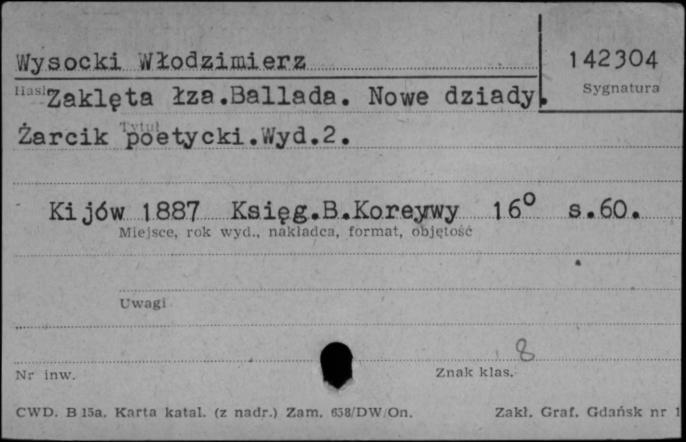 Wysocki Włodzimierz
142304
Hasło
Sygnatura
Zaklęta łza.Ballada. Nowe dziady.
Tytuł
Żarcik poetycki.Wyd.2.
Kijów 1887 Księg.B.Koreywy 16° s.60.
Miejsce, rok wyd., nakładca, format, objętość
Uwagi
8
Nr inw.
Znak klas.
CWD. B 15a. Karta katal. (z nadr.) Zam. 658/DW/On.
Zakł. Graf. Gdańsk nr 1